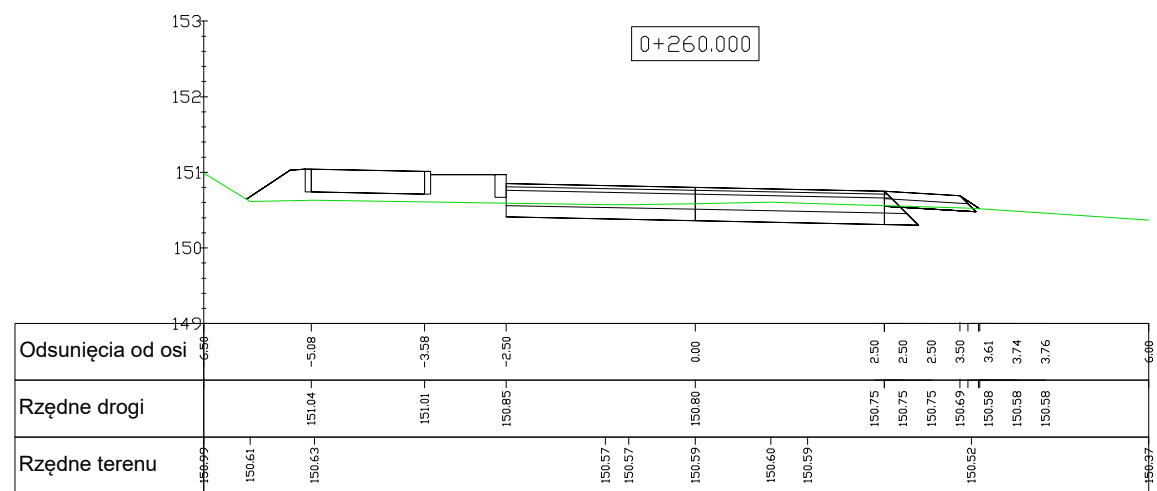 153
0+260.000
152
151
150
149
Odsunięcia od osi -6.50 -5.08 -3.58 -2.50 0.00 2.50 2.50 2.50 3.50 3.61 3.74 3.76 6.00
Rzędne drogi 151.04 151.01 150.85 150.80 150.75 150.75 150.75 150.69 150.58 150.58 150.58
Rzędne terenu 150.99 150.61 150.63 150.57 150.57 150.59 150.60 150.59 150.52 150.37